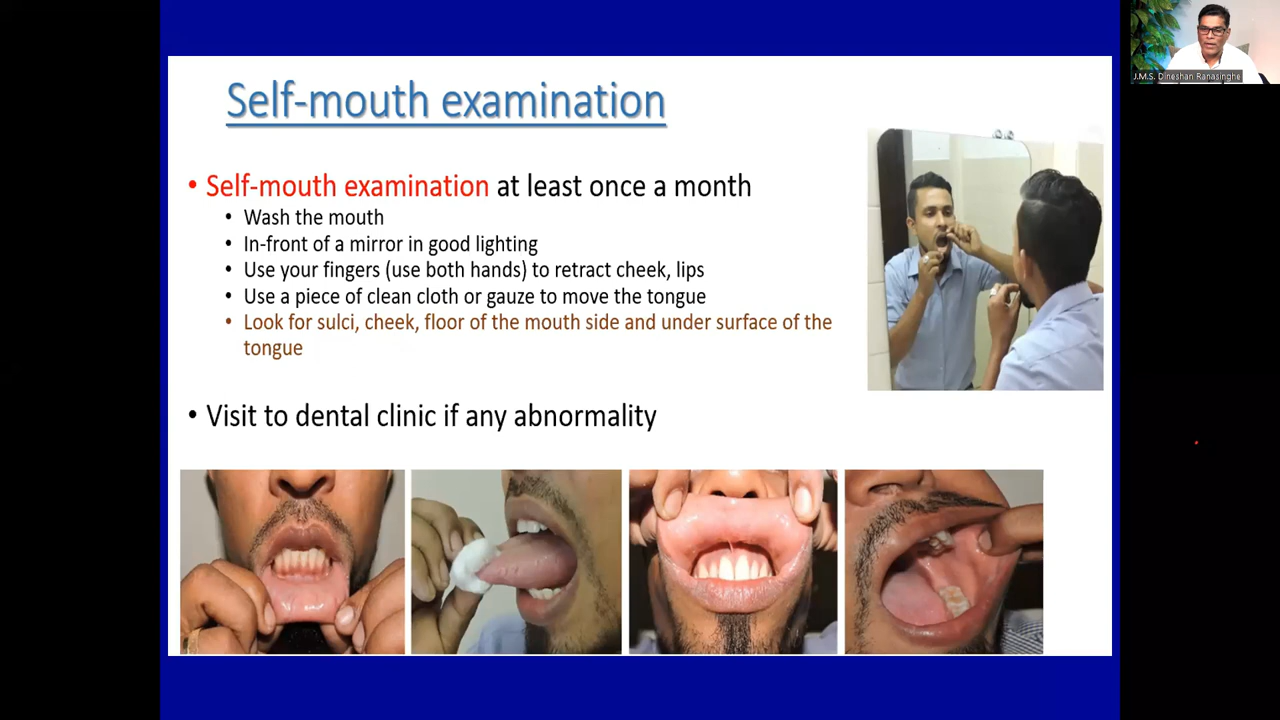 Self-mouth examination
• Self-mouth examination at least once a month
• Wash the mouth
• In-front of a mirror in good lighting
• Use your fingers (use both hands) to retract cheek, lips
• Use a piece of clean cloth or gauze to move the tongue
• Look for sulci, cheek, floor of the mouth side and under surface of the
tongue
• Visit to dental clinic if any abnormality
J.M.S. Dineshan Ranasinghe